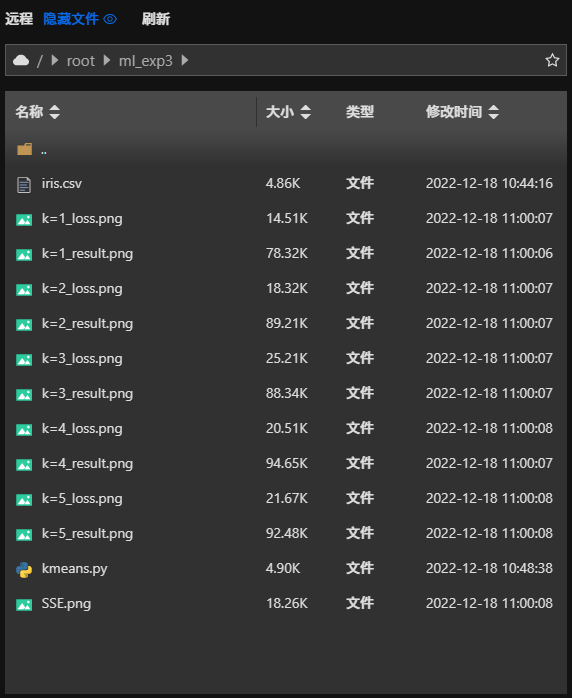 远程 隐藏文件 刷新
/ root ml_exp3
名称 大小 类型 修改时间
..
iris.csv 4.86K 文件 2022-12-18 10:44:16
k=1_loss.png 14.51K 文件 2022-12-18 11:00:07
k=1_result.png 78.32K 文件 2022-12-18 11:00:06
k=2_loss.png 18.32K 文件 2022-12-18 11:00:07
k=2_result.png 89.21K 文件 2022-12-18 11:00:07
k=3_loss.png 25.21K 文件 2022-12-18 11:00:07
k=3_result.png 88.34K 文件 2022-12-18 11:00:07
k=4_loss.png 20.51K 文件 2022-12-18 11:00:08
k=4_result.png 94.65K 文件 2022-12-18 11:00:07
k=5_loss.png 21.67K 文件 2022-12-18 11:00:08
k=5_result.png 92.48K 文件 2022-12-18 11:00:08
kmeans.py 4.90K 文件 2022-12-18 10:48:38
SSE.png 18.26K 文件 2022-12-18 11:00:08